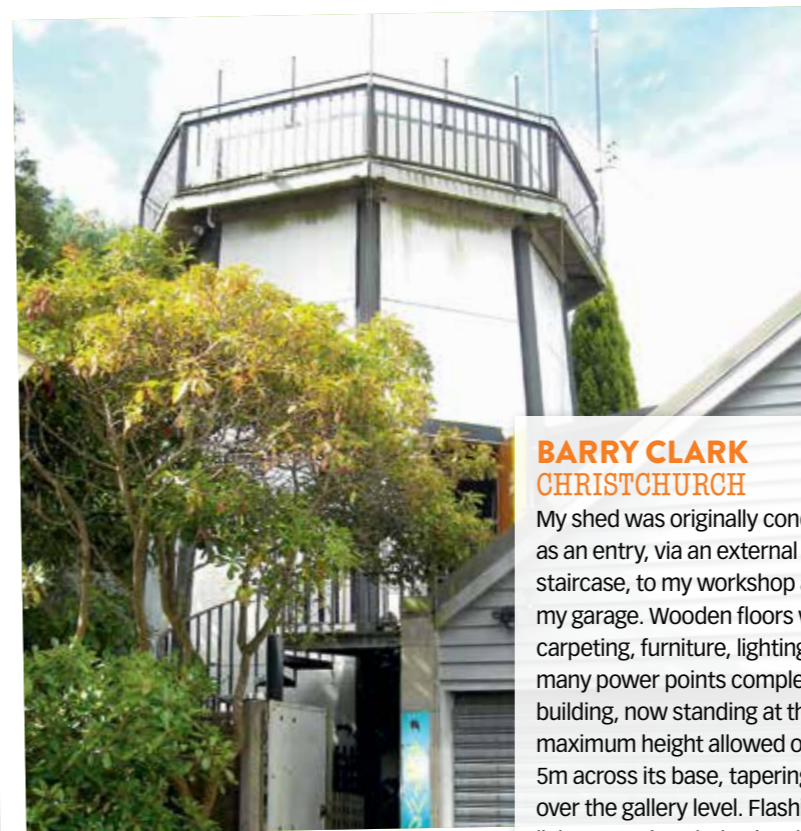 BARRY CLARK
CHRISTCHURCH
My shed was originally
as an entry, via an external
staircase, to my workshop
my garage. Wooden floors
carpeting, furniture, lighting
many power points
building, now standing at
maximum height allowed
5m across its base, tapering
over the gallery level. Flash